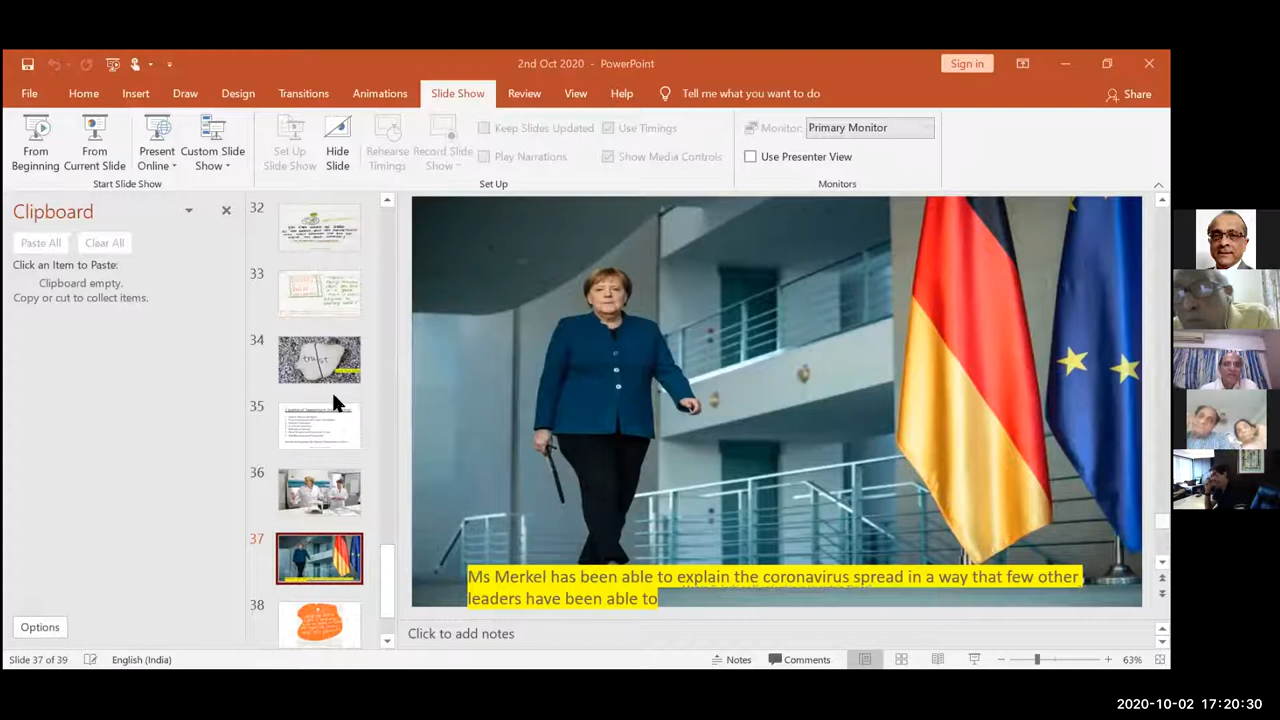 2nd Oct 2020 - PowerPoint
Sign in
File Home Insert Draw Design Transitions Animations Slide Show Review View Help Tell me what you want to do Share
From Beginning
From Current Slide
Present Online
Custom Slide Show
Start Slide Show
Set Up Slide Show
Hide Slide
Rehearse Timings
Record Slide Show
Keep Slides Updated
Play Narrations
Use Timings
Show Media Controls
Set Up
Monitor: Primary Monitor
Use Presenter View
Monitors
Clipboard
Paste All Clear All
Click an Item to Paste:
Clipboard empty.
Copy or cut to collect items.
Options
32
33
34
trust
35
36
37
38
Ms Merkel has been able to explain the coronavirus spread in a way that few other
leaders have been able to
Click to add notes
Slide 37 of 39 English (India) Notes Comments 63%
2020-10-02 17:20:30